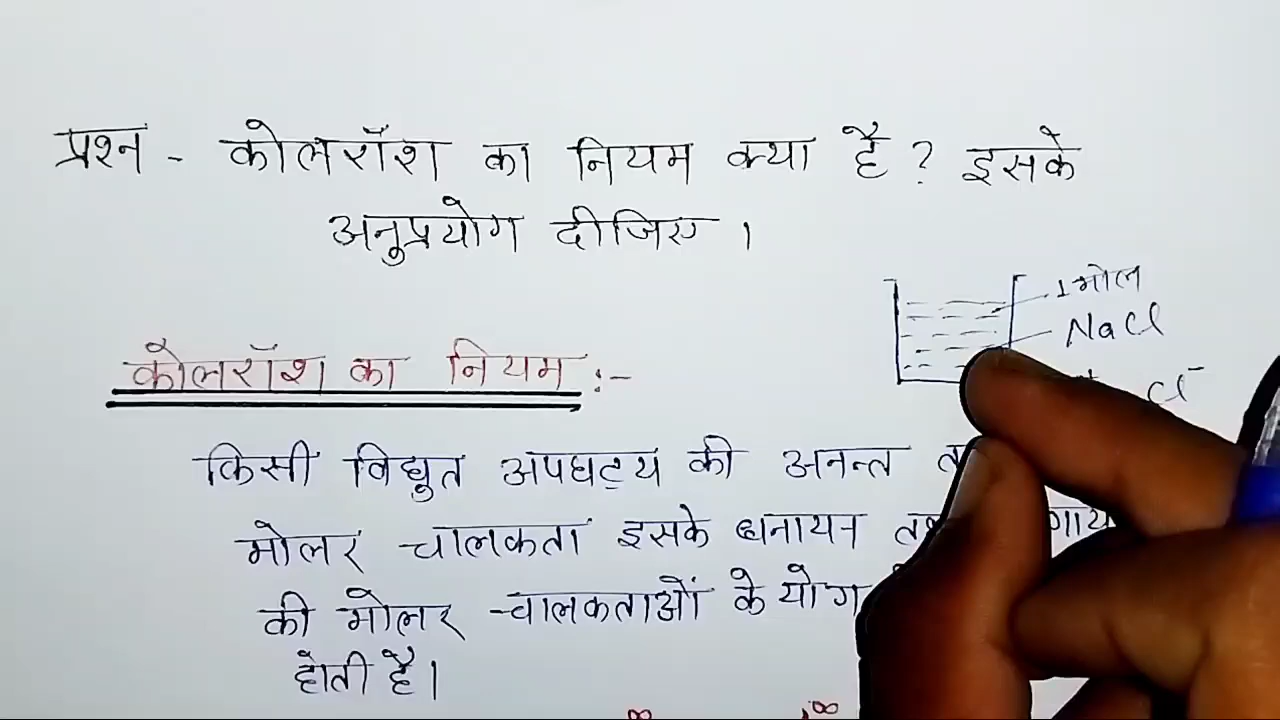 प्रश्न - कोलरॉश का नियम क्या है ? इसके
अनुप्रयोग दीजिए ।
1 मोल
NaCl
Cl⁻
कोलरॉश का नियम :-
किसी विद्युत अपघट्य की अनन्त
मोलर चालकता इसके धनायन
की मोलर चालकताओं के योग
होती है ।
∞ ∞